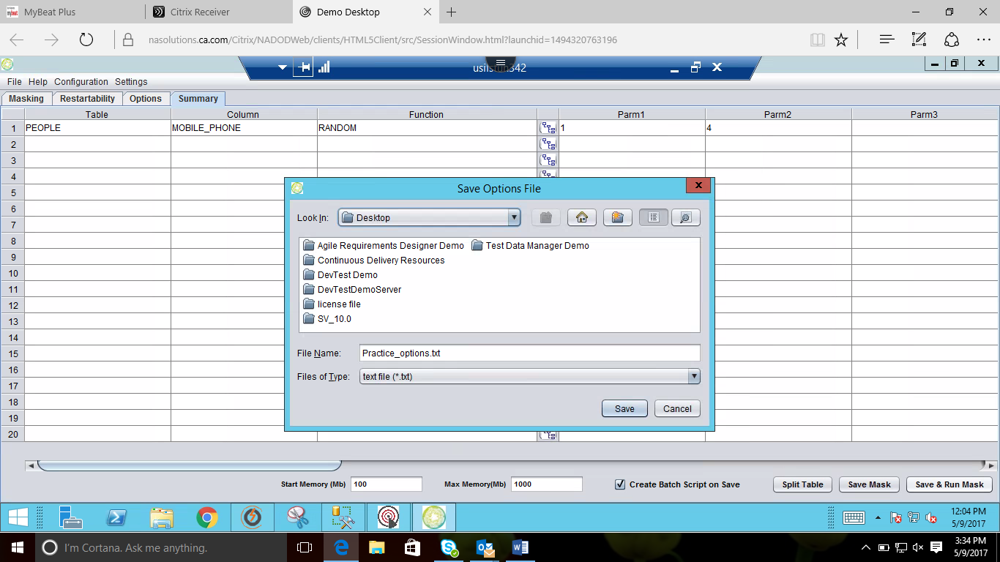 MyBeat Plus
Citrix Receiver
Demo Desktop
nasolutions.ca.com/Citrix/NADODWeb/clients/HTML5Client/src/SessionWindow.html?launchid=1494320763196
File Help Configuration Settings
Masking Restartability Options Summary
Table Column Function Parm1 Parm2 Parm3
1 PEOPLE MOBILE_PHONE RANDOM 1 4
2
3
4
5
6
7
8
9
10
11
12
13
14
15
16
17
18
19
20
Save Options File
Look In: Desktop
Agile Requirements Designer Demo Test Data Manager Demo
Continuous Delivery Resources
DevTest Demo
DevTestDemoServer
license file
SV_10.0
File Name: Practice_options.txt
Files of Type: text file (*.txt)
Save Cancel
Start Memory (Mb) 100 Max Memory(Mb) 1000 Create Batch Script on Save Split Table Save Mask Save & Run Mask
12:04 PM
5/9/2017
I'm Cortana. Ask me anything.
3:34 PM
5/9/2017